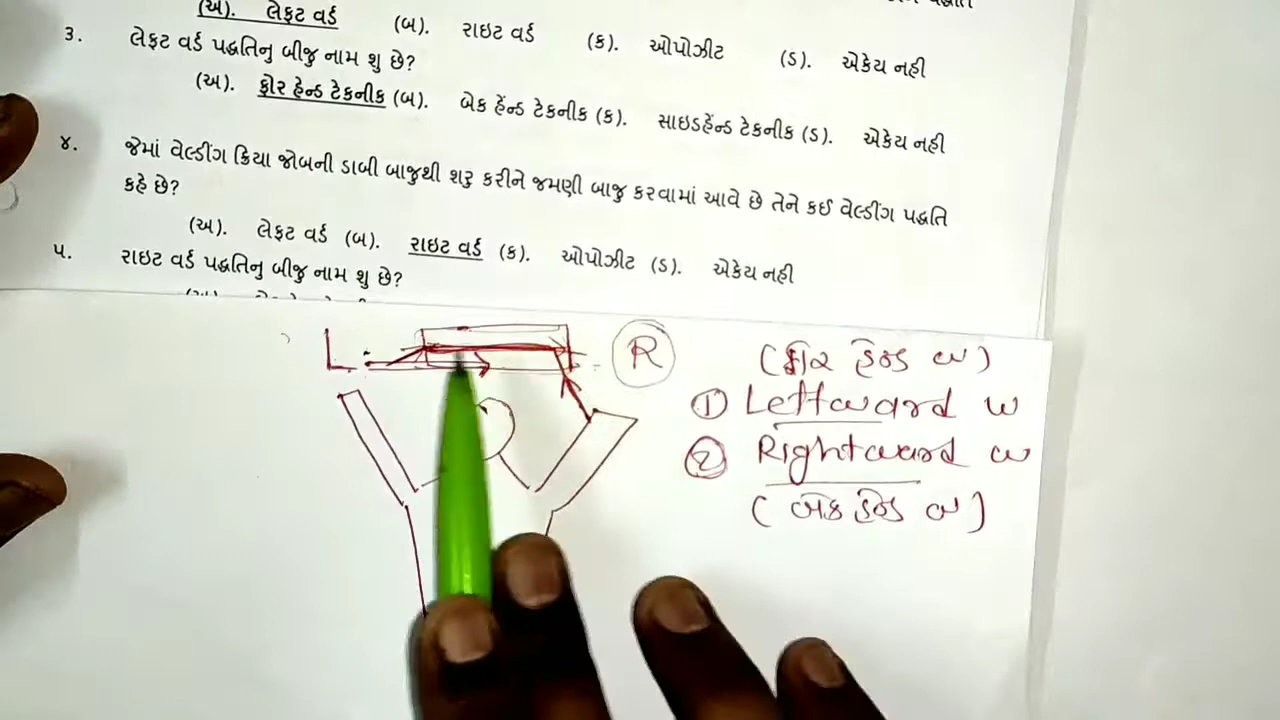 (અ). લેફ્ટ વર્ડ (બ). રાઇટ વર્ડ (ક). ઓપોઝીટ (ડ). એકેય નહી
૩. લેફ્ટ વર્ડ પદ્ધતિનુ બીજુ નામ શુ છે?
(અ). ફોર હેન્ડ ટેકનીક (બ). બેક હેંન્ડ ટેકનીક (ક). સાઇડહેંન્ડ ટેકનીક (ડ). એકેય નહી
૪. જેમાં વેલ્ડીંગ ક્રિયા જોબની ડાબી બાજુથી શરુ કરીને જમણી બાજુ કરવામાં આવે છે તેને કઈ વેલ્ડીંગ પદ્ધતિ
કહે છે?
(અ). લેફ્ટ વર્ડ (બ). રાઇટ વર્ડ (ક). ઓપોઝીટ (ડ). એકેય નહી
૫. રાઇટ વર્ડ પદ્ધતિનુ બીજુ નામ શુ છે?
L R
(ફોર હેન્ડ w)
① Leftward w
② Rightward w
(બેક હેન્ડ w)